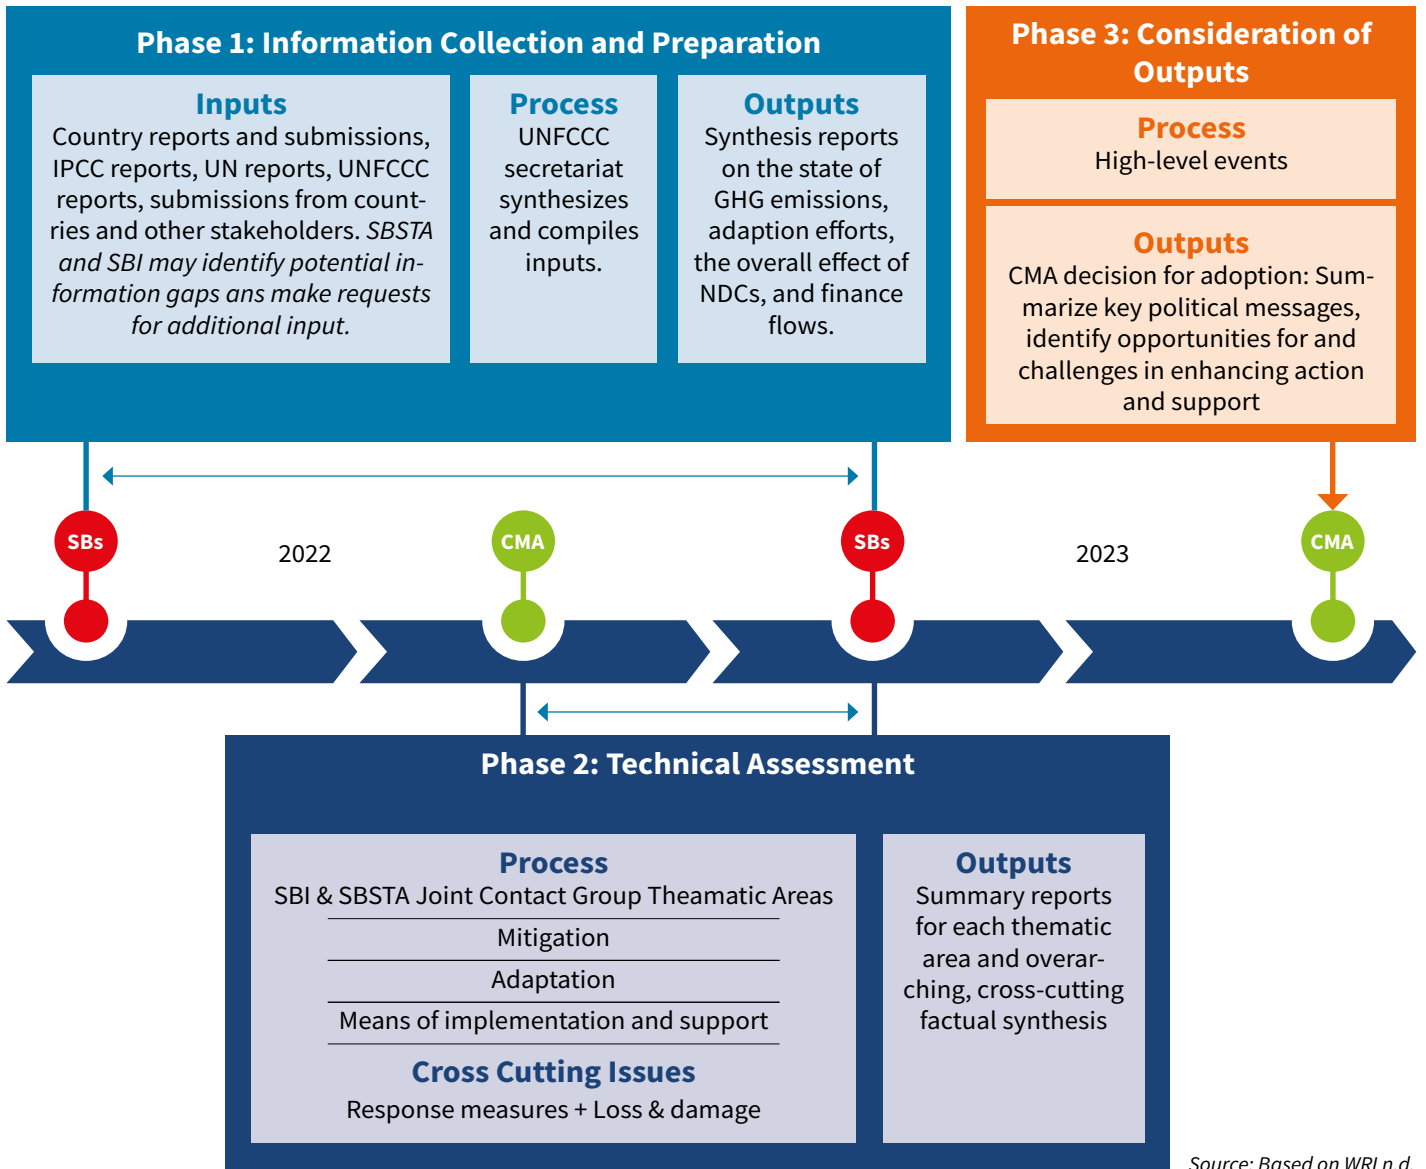 Phase 1: Information Collection and Preparation
Inputs
Country reports and submissions,
IPCC reports, UN reports, UNFCCC
reports, submissions from count-
ries and other stakeholders. SBSTA
and SBI may identify potential in-
formation gaps ans make requests
for additional input.
Process
UNFCCC
secretariat
synthesizes
and compiles
inputs.
Outputs
Synthesis reports
on the state of
GHG emissions,
adaption efforts,
the overall effect of
NDCs, and finance
flows.
Phase 3: Consideration of
Outputs
Process
High-level events
Outputs
CMA decision for adoption: Sum-
marize key political messages,
identify opportunities for and
challenges in enhancing action
and support
SBs
2022
CMA
SBs
2023
CMA
Phase 2: Technical Assessment
Process
SBI & SBSTA Joint Contact Group Theamatic Areas
Mitigation
Adaptation
Means of implementation and support
Cross Cutting Issues
Response measures + Loss & damage
Outputs
Summary reports
for each thematic
area and overar-
ching, cross-cutting
factual synthesis
Source: Based on WRI n.d.